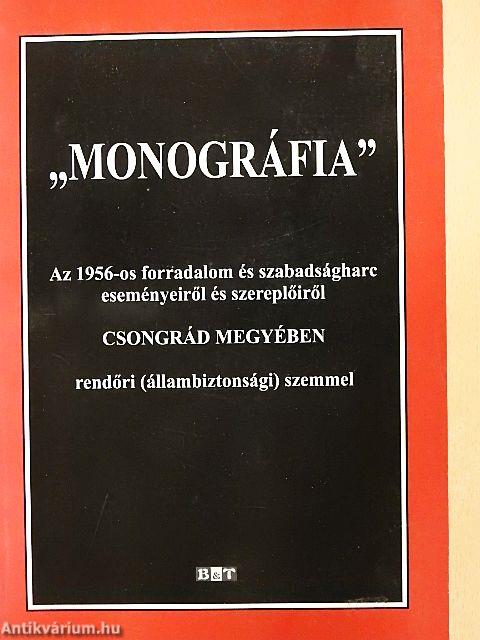 „MONOGRÁFIA”
Az 1956-os forradalom és szabadságharc
eseményeiről és szereplőiről
CSONGRÁD MEGYÉBEN
rendőri (állambiztonsági) szemmel
B&T
Antikvárium.hu